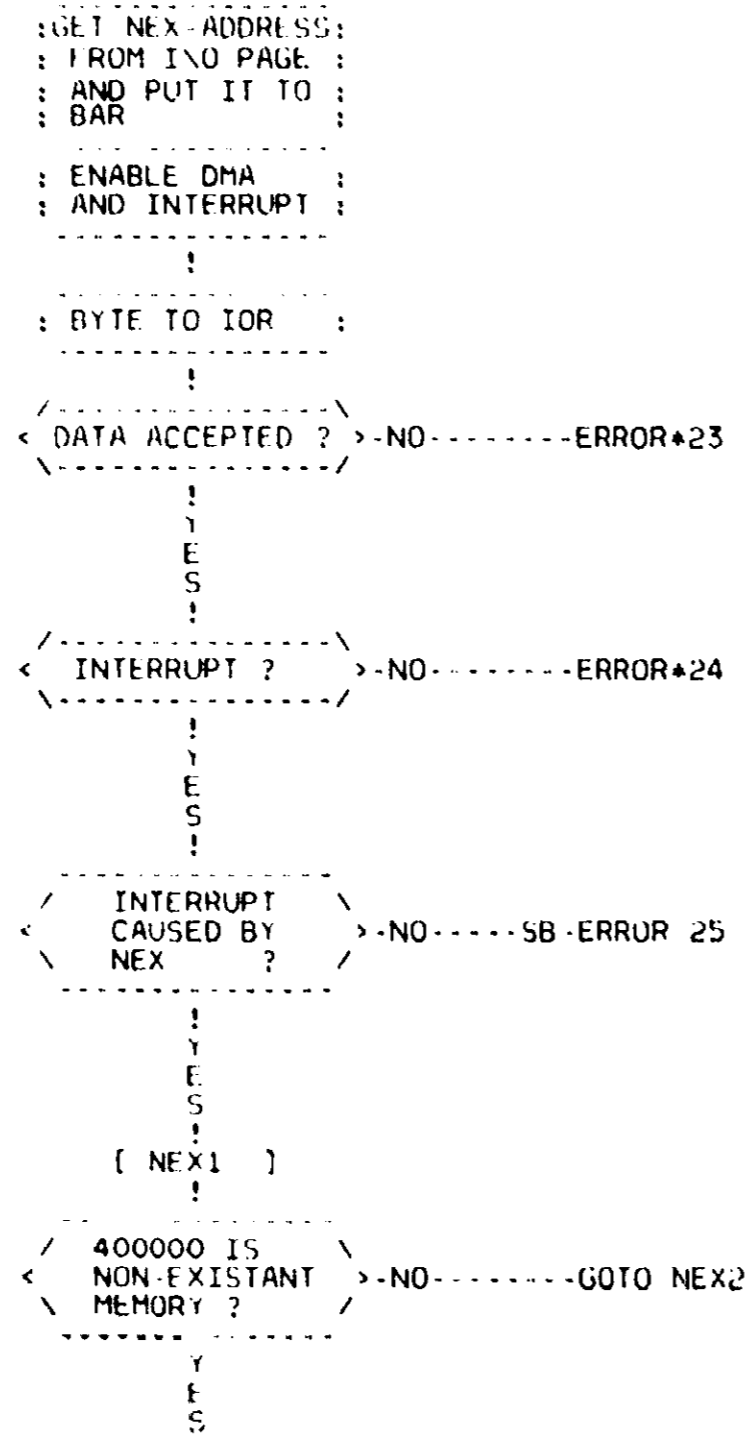 :GET NEX-ADDRESS:
: FROM I\O PAGE :
: AND PUT IT TO :
: BAR :
---------------
: ENABLE DMA :
: AND INTERRUPT :
---------------
!
---------------
: BYTE TO IOR :
---------------
!
/---------------\
< DATA ACCEPTED ? >-NO--------ERROR*23
\---------------/
!
Y
E
S
!
/---------------\
< INTERRUPT ? >-NO--------ERROR*24
\---------------/
!
Y
E
S
!
---------------
/ INTERRUPT \
< CAUSED BY >-NO-----SB-ERROR 25
\ NEX ? /
---------------
!
Y
E
S
!
[ NEX1 ]
!
---------------
/ 400000 IS \
< NON-EXISTANT >-NO--------GOTO NEX2
\ MEMORY ? /
---------------
Y
E
S